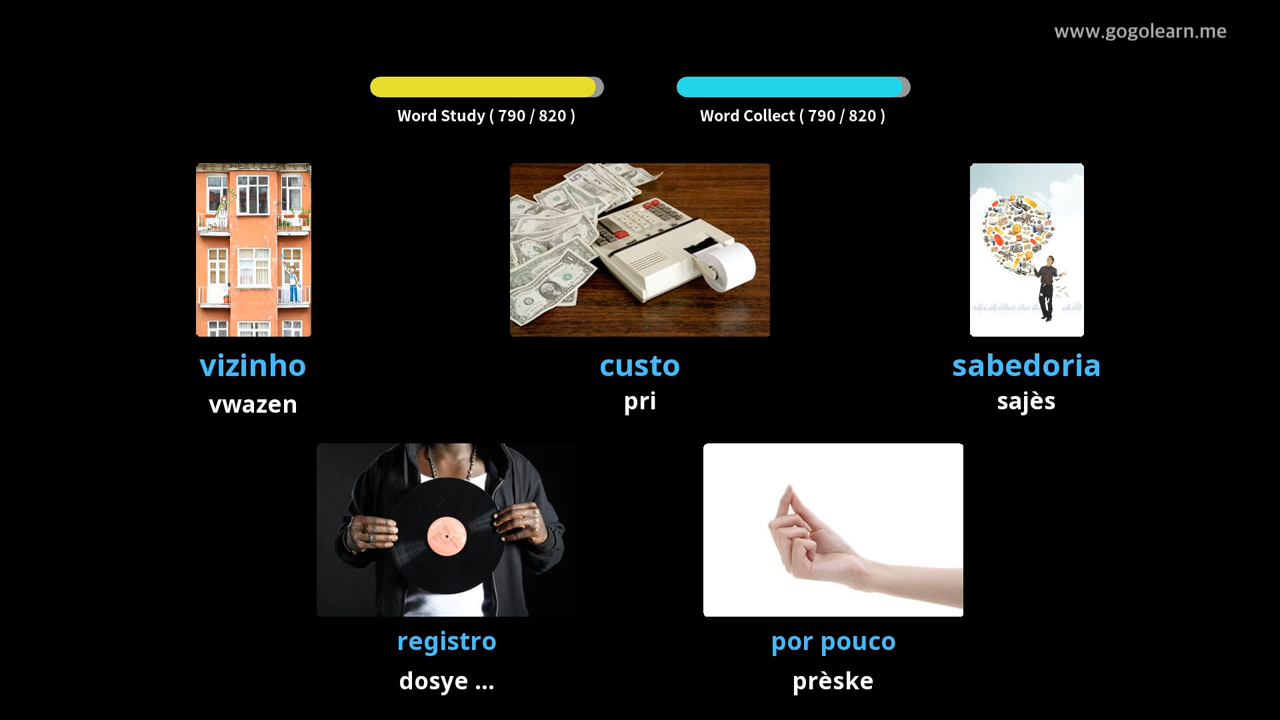 www.gogolearn.me
Word Study ( 790 / 820 )
Word Collect ( 790 / 820 )
vizinho
vwazen
custo
pri
sabedoria
sajès
registro
dosye ...
por pouco
prèske